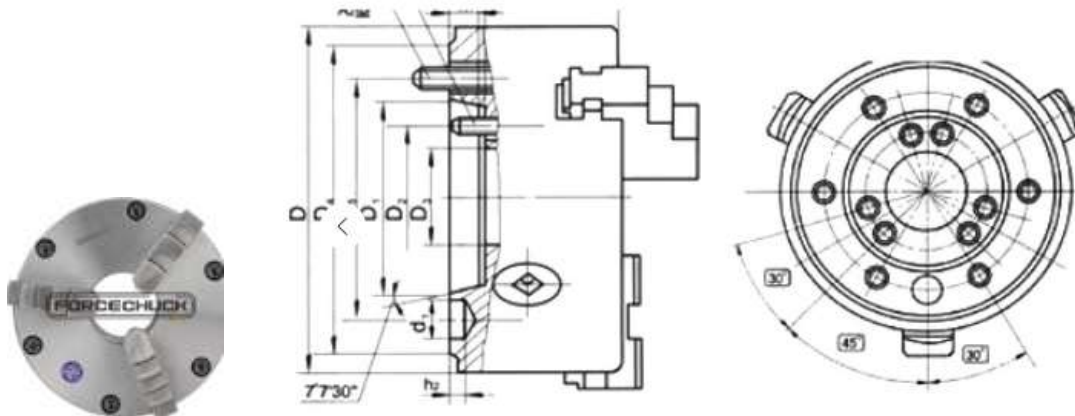 FORCECHUCK
D
D₁
D₂
D₃
d₁
h₂
7°7'30"
30°
45°
30°